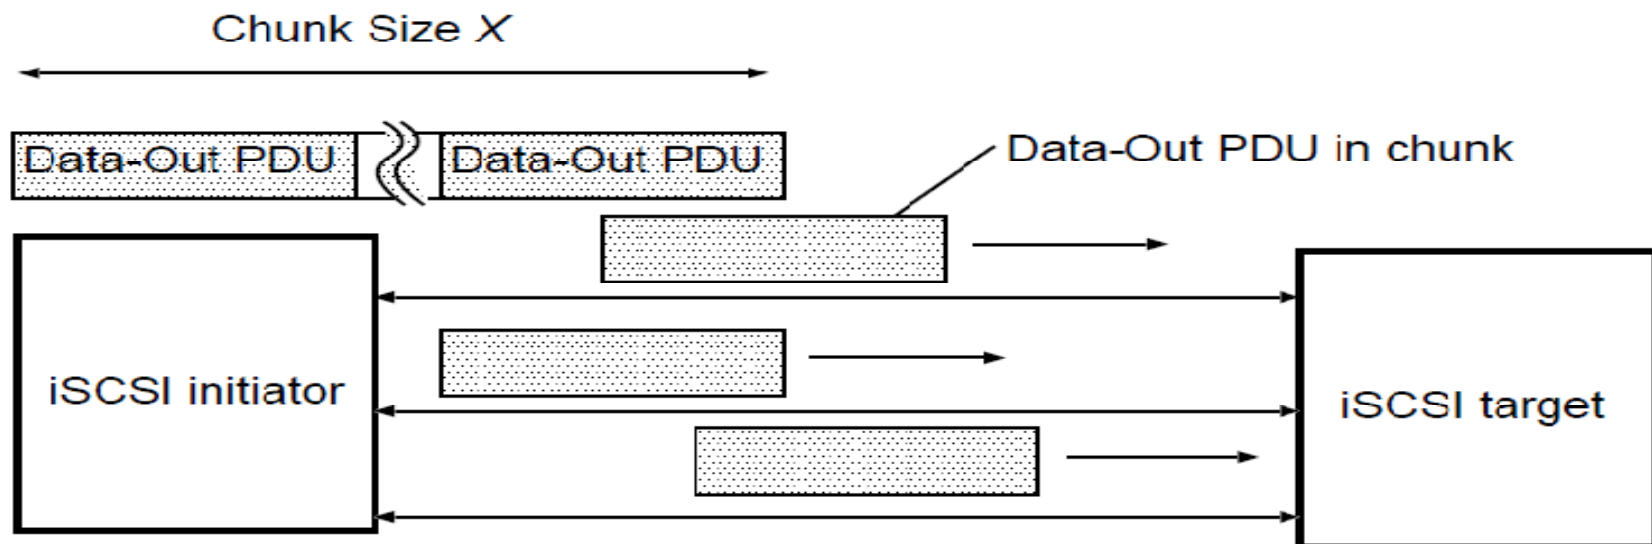 Chunk Size X
Data-Out PDU
Data-Out PDU
Data-Out PDU in chunk
iSCSI initiator
iSCSI target